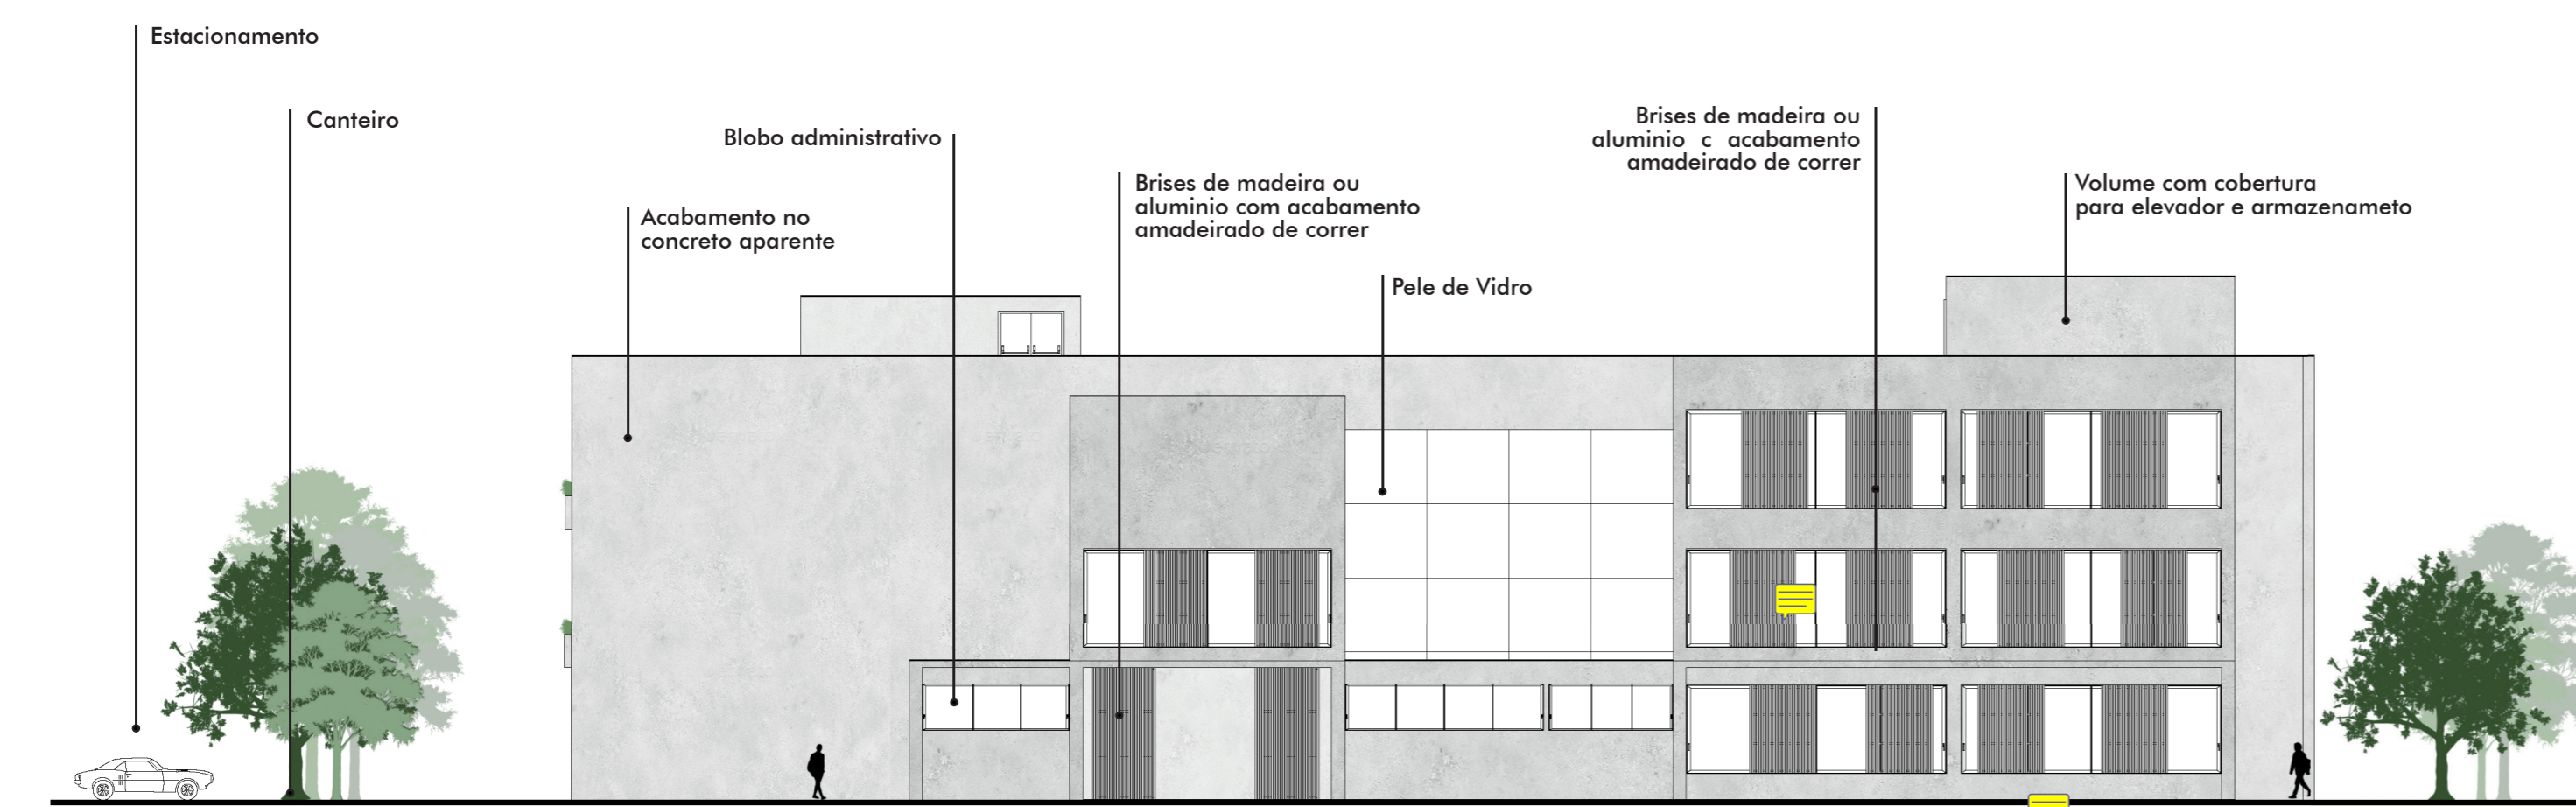 Estacionamento
Canteiro
Blobo administrativo
Acabamento no
concreto aparente
Brises de madeira ou
aluminio com acabamento
amadeirado de correr
Pele de Vidro
Brises de madeira ou
aluminio c acabamento
amadeirado de correr
Volume com cobertura
para elevador e armazenameto